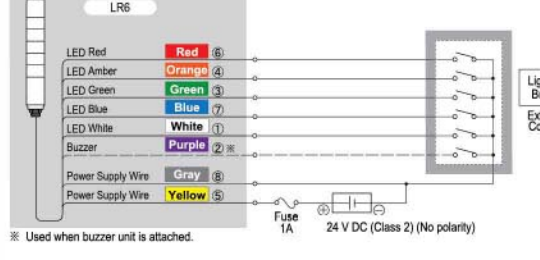 LR6
LED Red Red ⑥
LED Amber Orange ④
LED Green Green ③
LED Blue Blue ⑦
LED White White ①
Buzzer Purple ② ※
Power Supply Wire Gray ⑧
Power Supply Wire Yellow ⑤
Fuse
1A
⊕ ⊖
24 V DC (Class 2) (No polarity)
※ Used when buzzer unit is attached.